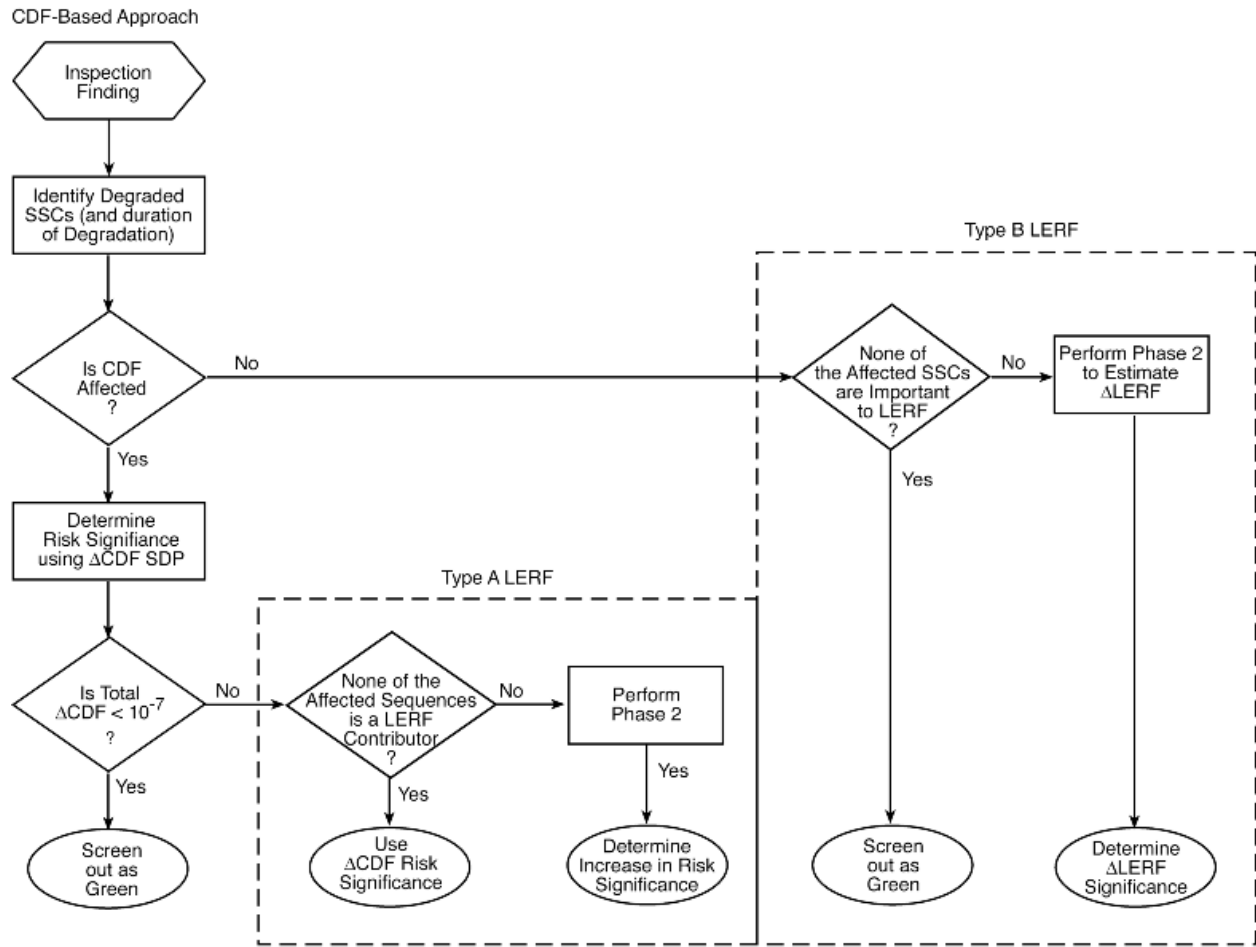 CDF-Based Approach
Inspection
Finding
Identify Degraded
SSCs (and duration
of Degradation)
Type B LERF
Is CDF
Affected
?
No
Yes
None of
the Affected SSCs
are Important
to LERF
?
No
Yes
Perform Phase 2
to Estimate
ΔLERF
Determine
Risk Signifiance
using ΔCDF SDP
Type A LERF
Is Total
ΔCDF < 10⁻⁷
?
No
Yes
None of the
Affected Sequences
is a LERF
Contributor
?
No
Yes
Perform
Phase 2
Yes
Screen
out as
Green
Use
ΔCDF Risk
Significance
Determine
Increase in Risk
Significance
Screen
out as
Green
Determine
ΔLERF
Significance